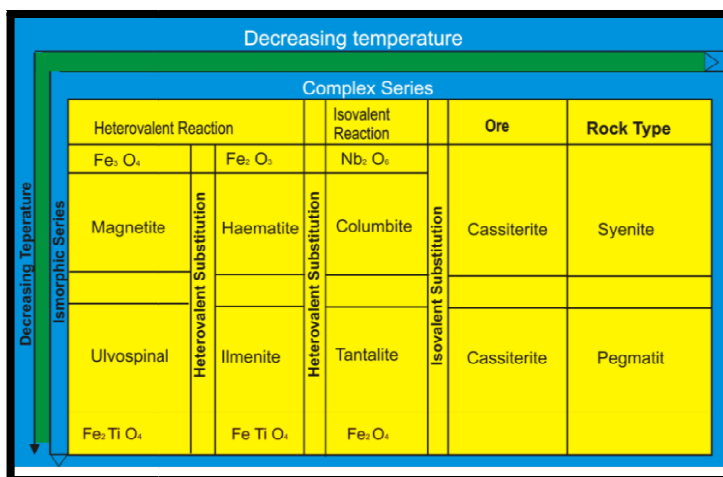 Decreasing temperature
Complex Series
Decreasing Teperature
Ismorphic Series
Heterovalent Reaction
Isovalent
Reaction
Ore
Rock Type
Fe₃ O₄
Fe₂ O₃
Nb₂ O₆
Magnetite
Heterovalent Substitution
Haematite
Heterovalent Substitution
Columbite
Isovalent Substitution
Cassiterite
Syenite
Ulvospinal
Ilmenite
Tantalite
Cassiterite
Pegmatit
Fe₂ Ti O₄
Fe Ti O₄
Fe₂ O₄